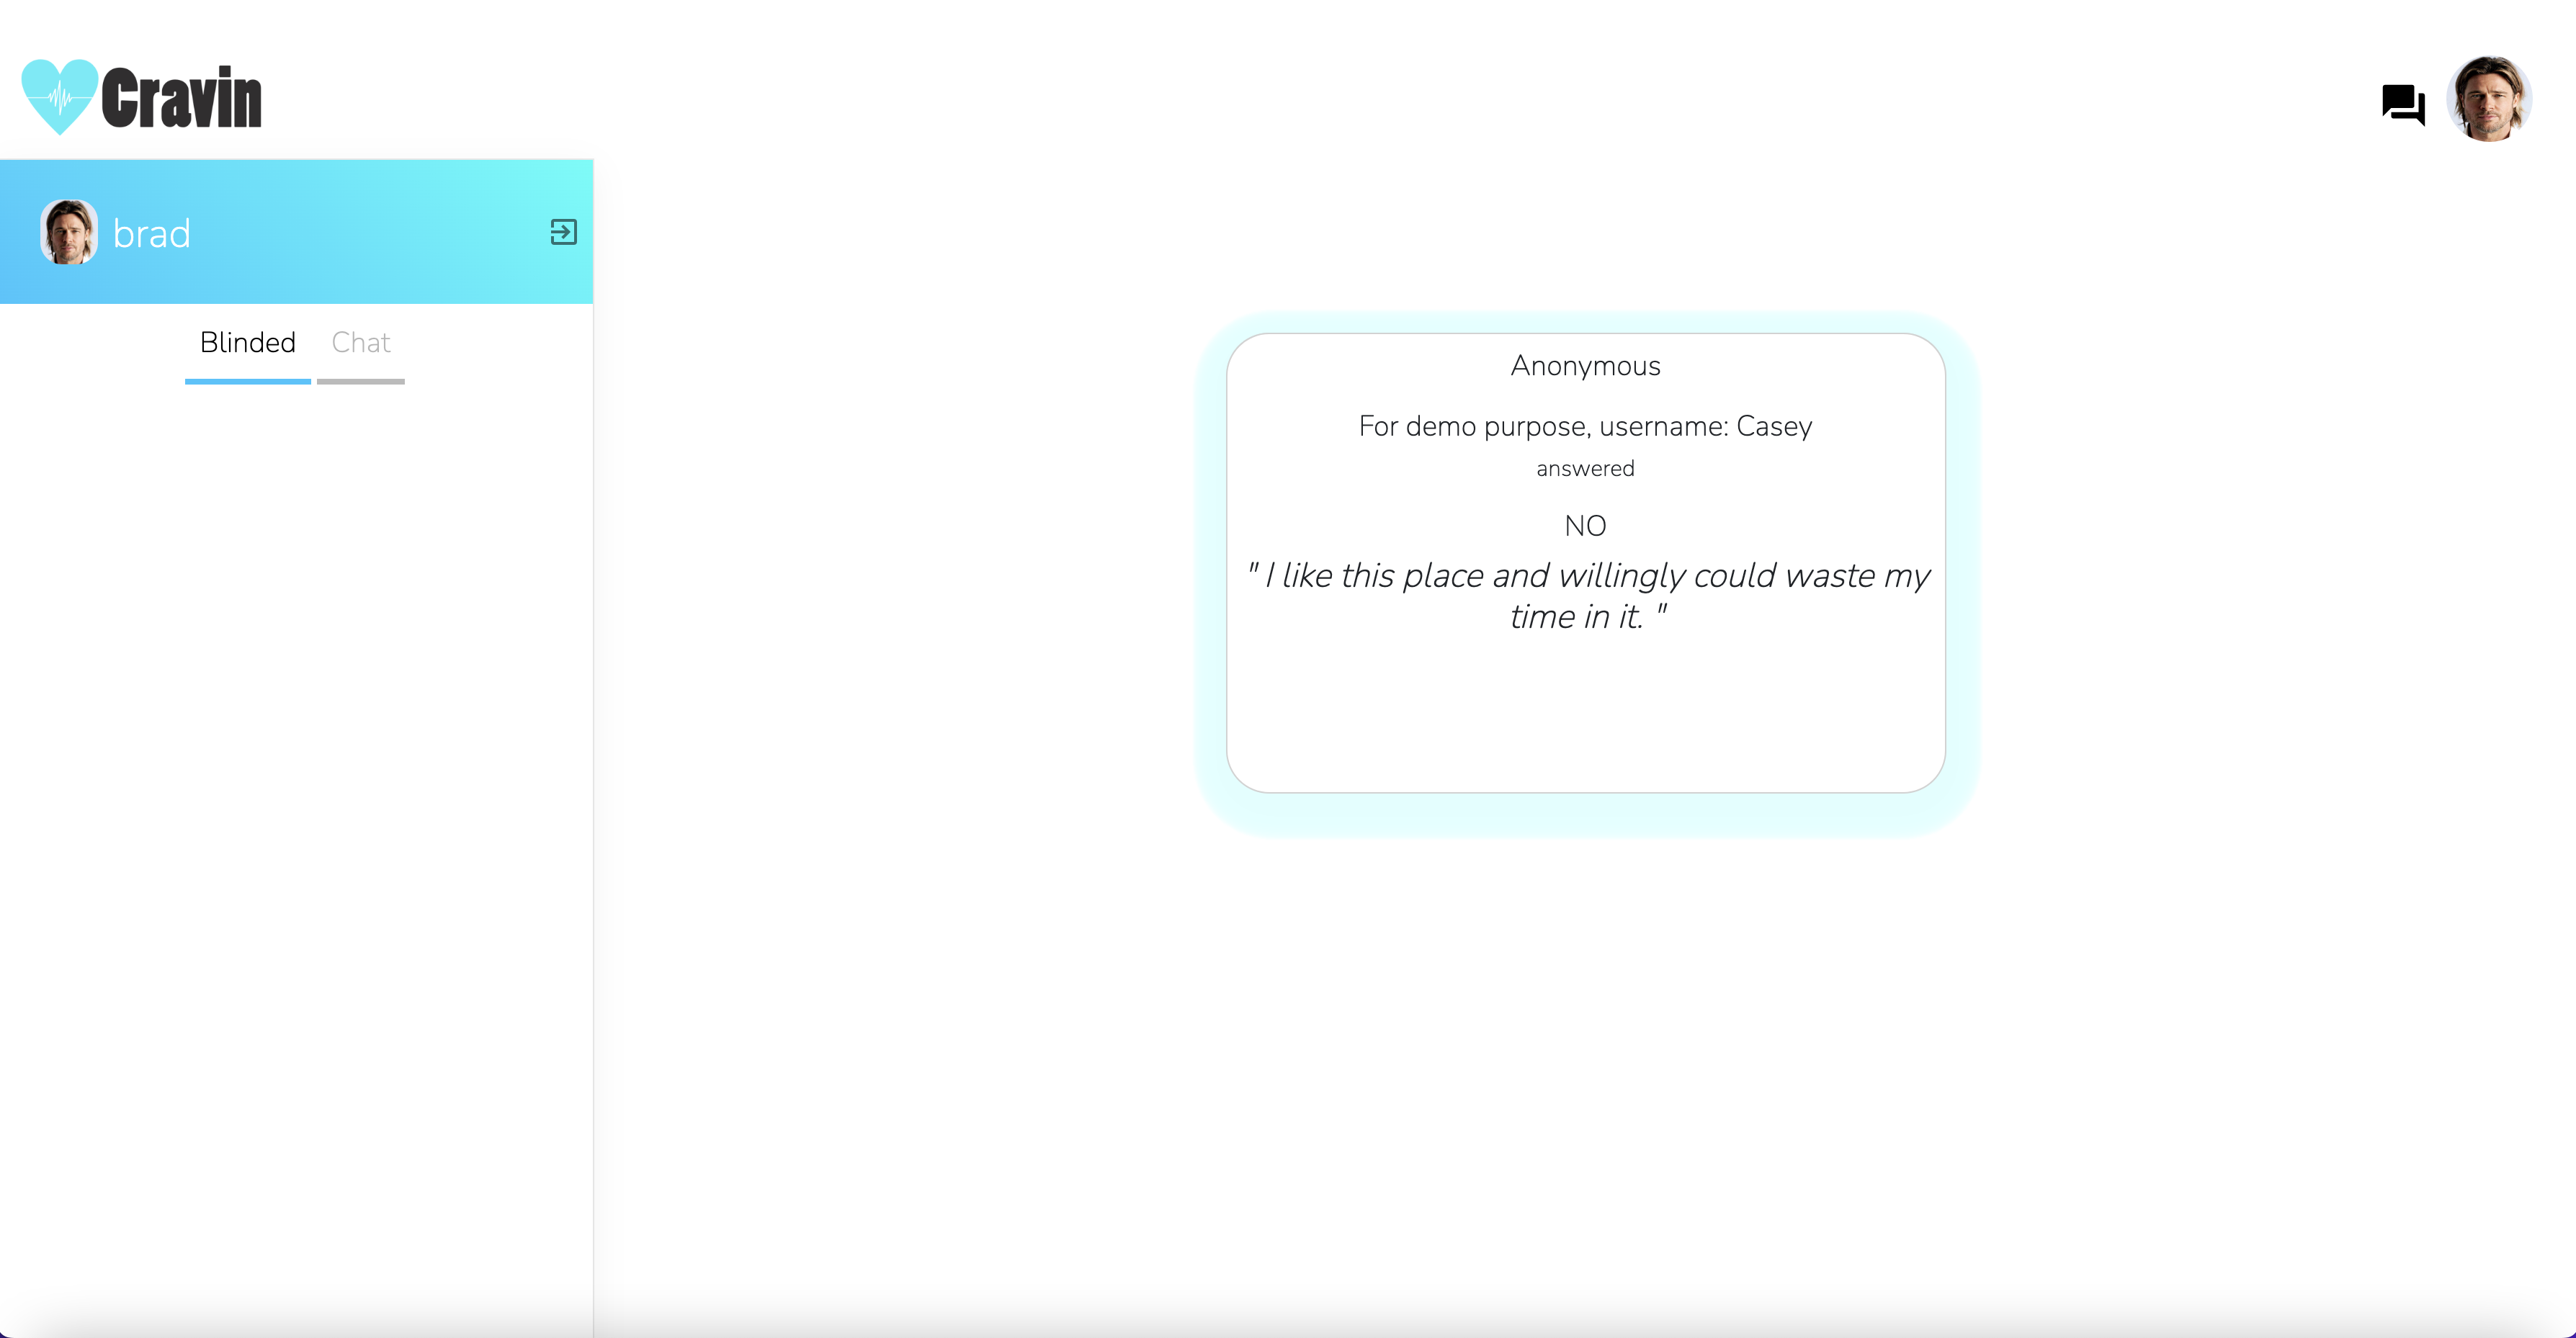 Cravin
brad
Blinded Chat
Anonymous
For demo purpose, username: Casey
answered
NO
" I like this place and willingly could waste my
time in it. "